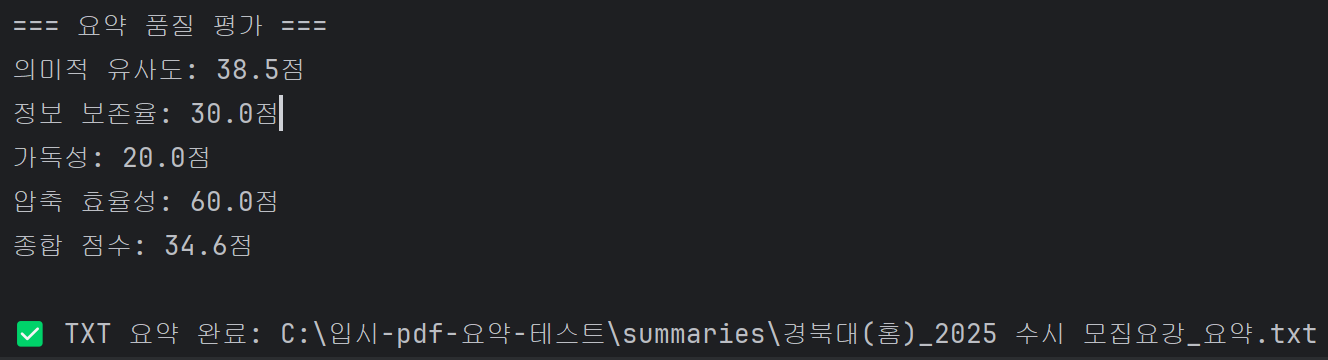 === 요약 품질 평가 ===
의미적 유사도: 38.5점
정보 보존율: 30.0점
가독성: 20.0점
압축 효율성: 60.0점
종합 점수: 34.6점
✅ TXT 요약 완료: C:\입시-pdf-요약-테스트\summaries\경북대(홈)_2025 수시 모집요강_요약.txt